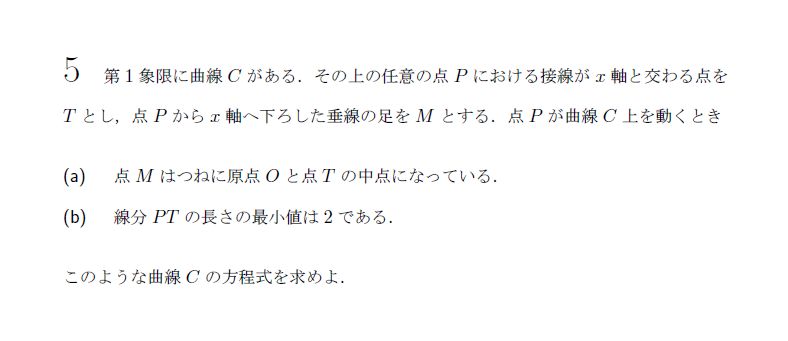 5 第1象限に曲線 C がある．その上の任意の点 P における接線が x 軸と交わる点を
T とし，点 P から x 軸へ下ろした垂線の足を M とする．点 P が曲線 C 上を動くとき
(a) 点 M はつねに原点 O と点 T の中点になっている．
(b) 線分 PT の長さの最小値は 2 である．
このような曲線 C の方程式を求めよ．